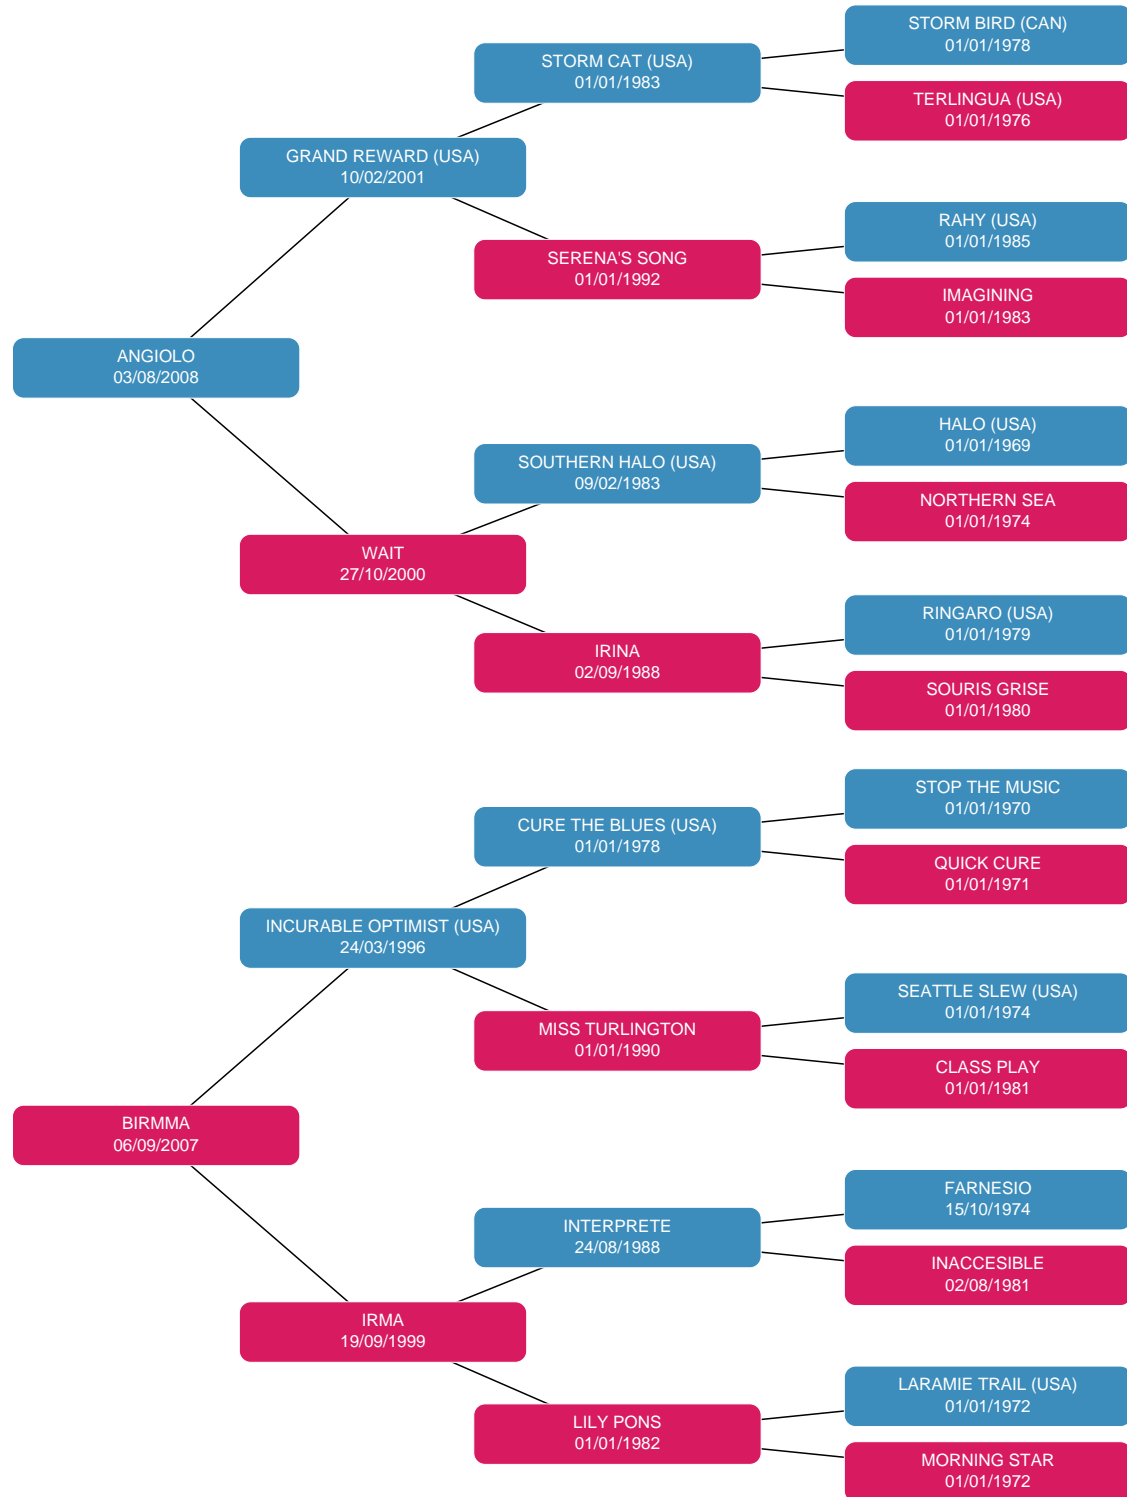 STORM BIRD (CAN)
01/01/1978
STORM CAT (USA)
01/01/1983
TERLINGUA (USA)
01/01/1976
GRAND REWARD (USA)
10/02/2001
RAHY (USA)
01/01/1985
SERENA'S SONG
01/01/1992
IMAGINING
01/01/1983
ANGIOLO
03/08/2008
HALO (USA)
01/01/1969
SOUTHERN HALO (USA)
09/02/1983
NORTHERN SEA
01/01/1974
WAIT
27/10/2000
RINGARO (USA)
01/01/1979
IRINA
02/09/1988
SOURIS GRISE
01/01/1980
STOP THE MUSIC
01/01/1970
CURE THE BLUES (USA)
01/01/1978
QUICK CURE
01/01/1971
INCURABLE OPTIMIST (USA)
24/03/1996
SEATTLE SLEW (USA)
01/01/1974
MISS TURLINGTON
01/01/1990
CLASS PLAY
01/01/1981
BIRMMA
06/09/2007
FARNESIO
15/10/1974
INTERPRETE
24/08/1988
INACCESIBLE
02/08/1981
IRMA
19/09/1999
LARAMIE TRAIL (USA)
01/01/1972
LILY PONS
01/01/1982
MORNING STAR
01/01/1972